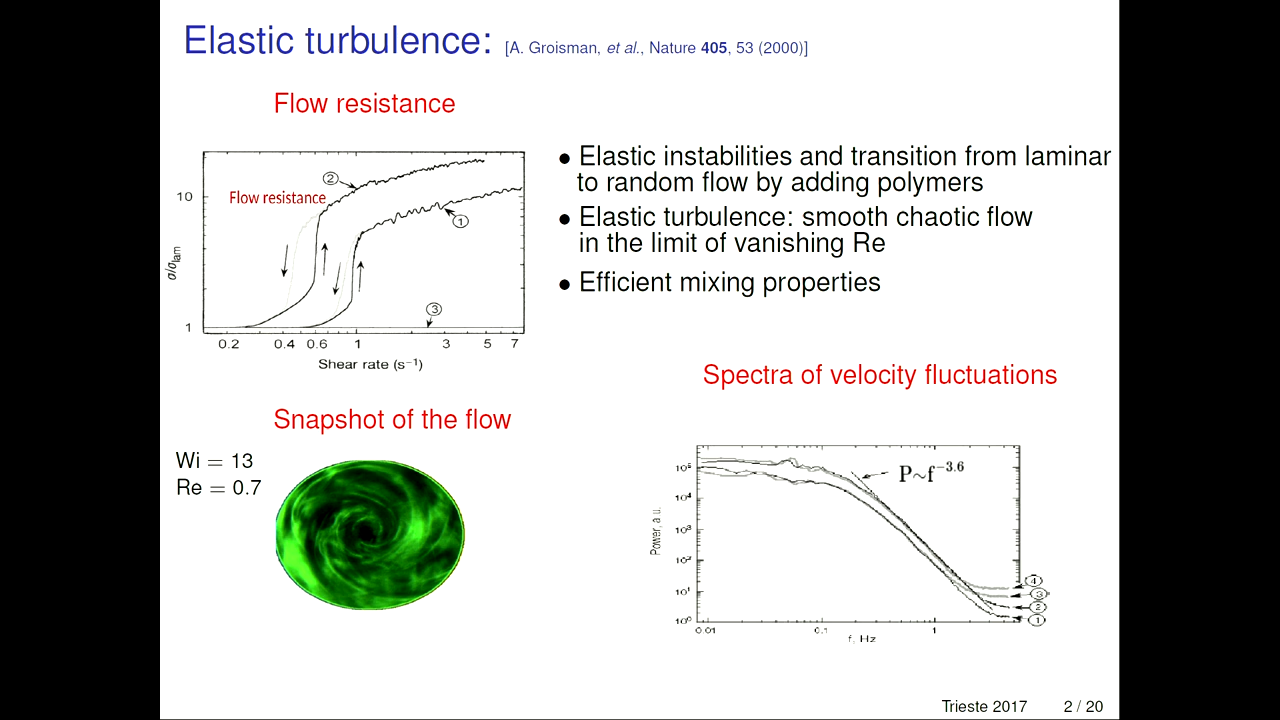 Elastic turbulence: [A. Groisman, et al., Nature 405, 53 (2000)]
Flow resistance
• Elastic instabilities and transition from laminar
to random flow by adding polymers
• Elastic turbulence: smooth chaotic flow
in the limit of vanishing Re
• Efficient mixing properties
Flow resistance
②
①
③
10
1
σ/σlam
0.2 0.4 0.6 1 3 5 7
Shear rate (s⁻¹)
Spectra of velocity fluctuations
Snapshot of the flow
Wi = 13
Re = 0.7
P~f⁻³·⁶
10⁵
10⁴
10³
10²
10¹
10⁰
Power, a.u.
④
③
②
①
0.01 0.1 1
f, Hz
Trieste 2017 2 / 20